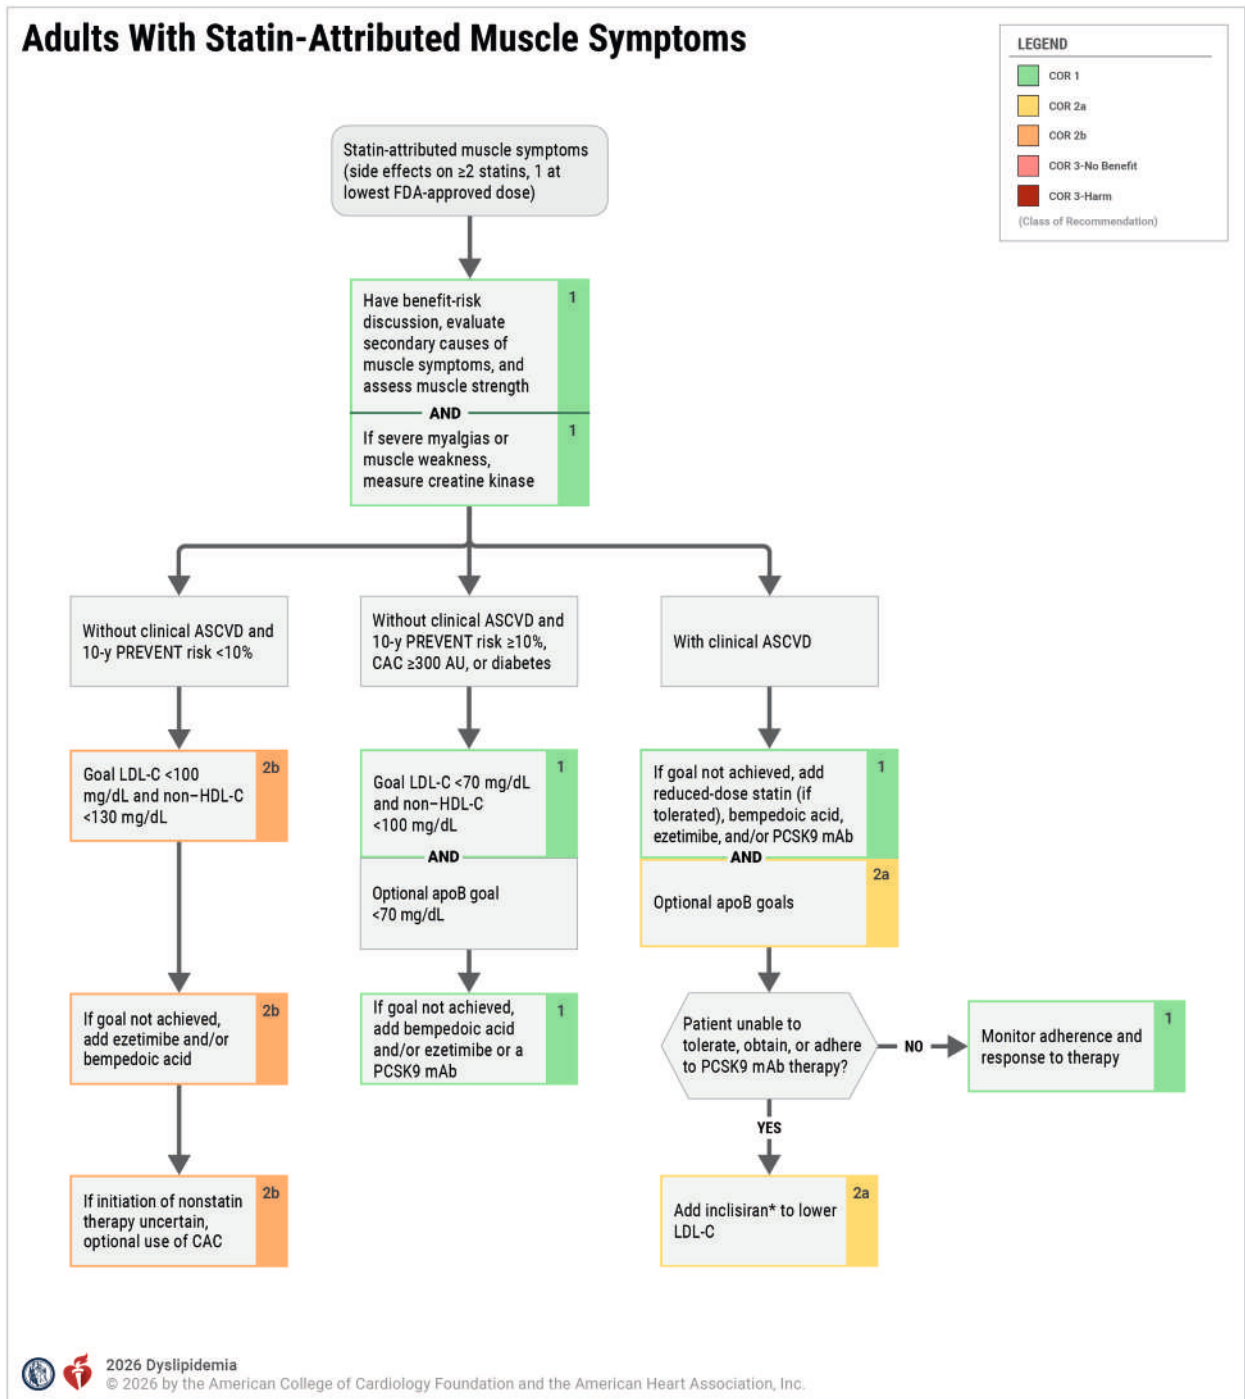 Adults With Statin-Attributed Muscle Symptoms
LEGEND
COR 1
COR 2a
COR 2b
COR 3-No Benefit
COR 3-Harm
(Class of Recommendation)
Statin-attributed muscle symptoms
(side effects on ≥2 statins, 1 at
lowest FDA-approved dose)
Have benefit-risk
discussion, evaluate
secondary causes of
muscle symptoms, and
assess muscle strength
1
AND
If severe myalgias or
muscle weakness,
measure creatine kinase
1
Without clinical ASCVD and
10-y PREVENT risk <10%
Without clinical ASCVD and
10-y PREVENT risk ≥10%,
CAC ≥300 AU, or diabetes
With clinical ASCVD
Goal LDL-C <100
mg/dL and non–HDL-C
<130 mg/dL
2b
Goal LDL-C <70 mg/dL
and non–HDL-C
<100 mg/dL
1
AND
Optional apoB goal
<70 mg/dL
If goal not achieved, add
reduced-dose statin (if
tolerated), bempedoic acid,
ezetimibe, and/or PCSK9 mAb
1
AND
Optional apoB goals
2a
If goal not achieved,
add ezetimibe and/or
bempedoic acid
2b
If goal not achieved,
add bempedoic acid
and/or ezetimibe or a
PCSK9 mAb
1
Patient unable to
tolerate, obtain, or adhere
to PCSK9 mAb therapy?
NO
Monitor adherence and
response to therapy
1
YES
If initiation of nonstatin
therapy uncertain,
optional use of CAC
2b
Add inclisiran* to lower
LDL-C
2a
2026 Dyslipidemia
© 2026 by the American College of Cardiology Foundation and the American Heart Association, Inc.